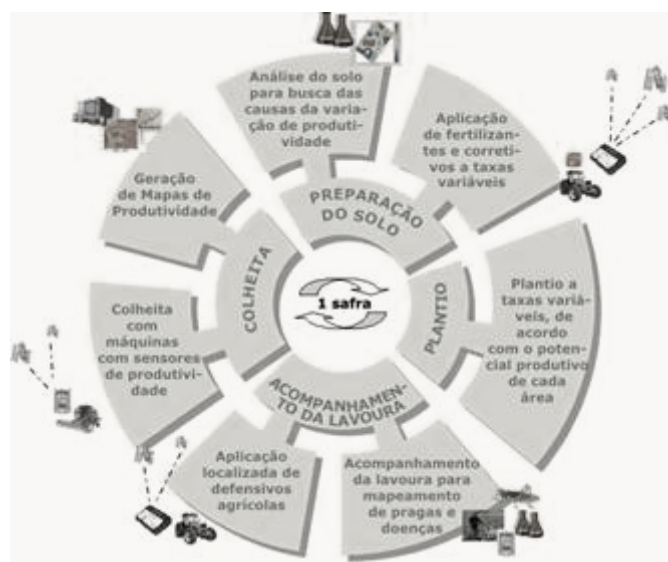 Análise do solo
para busca das
causas da varia-
ção de produti-
vidade
Aplicação
de fertilizan-
tes e correti-
vos a taxas
variáveis
Geração
de Mapas de
Produtividade
PREPARAÇÃO
DO SOLO
COLHEITA
1 safra
PLANTIO
Plantio a
taxas variá-
veis, de acordo
com o poten-
cial produtivo
de cada
área
Colheita
com
máquinas
com sensores
de produtivi-
dade
ACOMPANHAMEN-
TO DA LAVOURA
Aplicação
localizada de
defensivos
agrícolas
Acompanhamento
da lavoura para
mapeamento
de pragas e
doenças